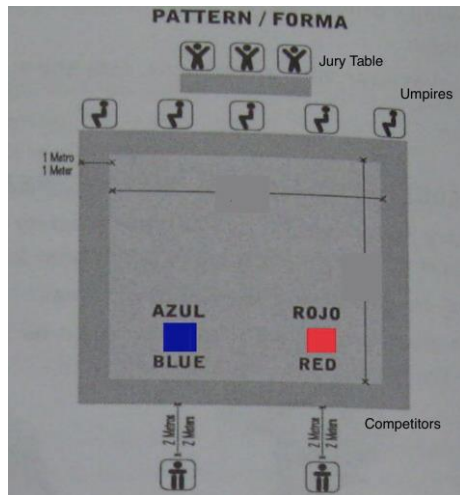 PATTERN / FORMA
Jury Table
Umpires
1 Metro
1 Meter
AZUL
BLUE
ROJO
RED
2 Metros
2 Meters
2 Metros
2 Meters
Competitors